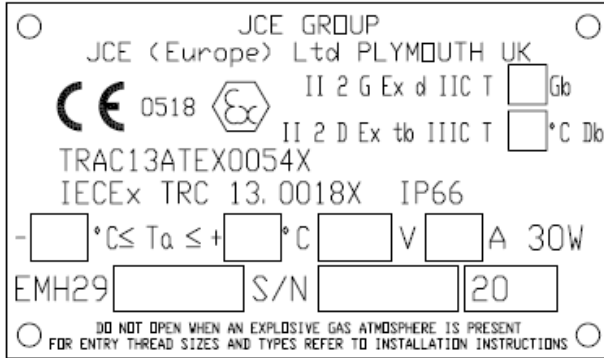 JCE GROUP
JCE (Europe) Ltd PLYMOUTH UK
CE 0518 Ex II 2 G Ex d IIC T Gb
II 2 D Ex tb IIIC T °C Db
TRAC13ATEX0054X
IECEx TRC 13.0018X IP66
- °C≤ Ta ≤ + °C V A 30W
EMH29 S/N 20
DO NOT OPEN WHEN AN EXPLOSIVE GAS ATMOSPHERE IS PRESENT
FOR ENTRY THREAD SIZES AND TYPES REFER TO INSTALLATION INSTRUCTIONS